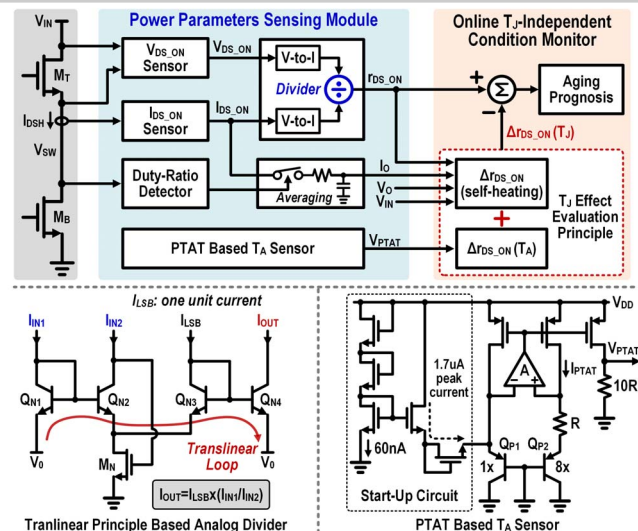 Power Parameters Sensing Module
Online TJ-Independent
Condition Monitor
VIN
MT
IDSH
VSW
MB
VDS_ON
Sensor
VDS_ON
IDS_ON
Sensor
IDS_ON
V-to-I
Divider
÷
V-to-I
rDS_ON
Duty-Ratio
Detector
Averaging
IO
VO
VIN
PTAT Based TA Sensor
VPTAT
+
Σ
−
Aging
Prognosis
ΔrDS_ON (TJ)
ΔrDS_ON
(self-heating)
+
ΔrDS_ON (TA)
TJ Effect
Evaluation
Principle
ILSB: one unit current
IIN1
IIN2
ILSB
IOUT
QN1
QN2
QN3
QN4
V0
MN
Translinear
Loop
V0
IOUT=ILSBx(IIN1/IIN2)
Tranlinear Principle Based Analog Divider
VDD
1.7uA
peak
current
60nA
Start-Up Circuit
A
− +
IPTAT
VPTAT
10R
R
QP1
QP2
1x
8x
PTAT Based TA Sensor